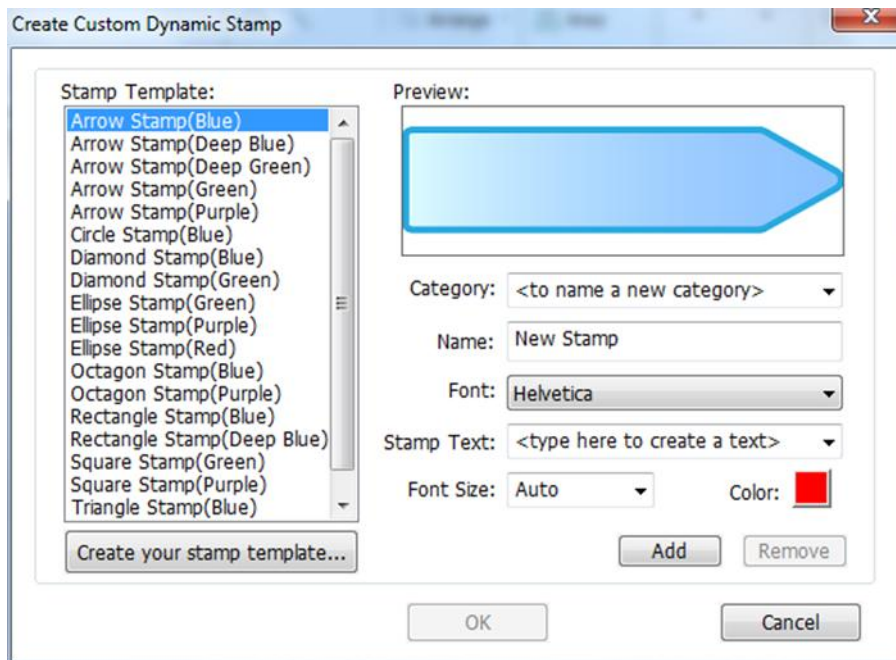 Create Custom Dynamic Stamp
Stamp Template:
Arrow Stamp(Blue)
Arrow Stamp(Deep Blue)
Arrow Stamp(Deep Green)
Arrow Stamp(Green)
Arrow Stamp(Purple)
Circle Stamp(Blue)
Diamond Stamp(Blue)
Diamond Stamp(Green)
Ellipse Stamp(Green)
Ellipse Stamp(Purple)
Ellipse Stamp(Red)
Octagon Stamp(Blue)
Octagon Stamp(Purple)
Rectangle Stamp(Blue)
Rectangle Stamp(Deep Blue)
Square Stamp(Green)
Square Stamp(Purple)
Triangle Stamp(Blue)
Create your stamp template...
Preview:
Category: <to name a new category>
Name: New Stamp
Font: Helvetica
Stamp Text: <type here to create a text>
Font Size: Auto Color:
Add Remove
OK Cancel